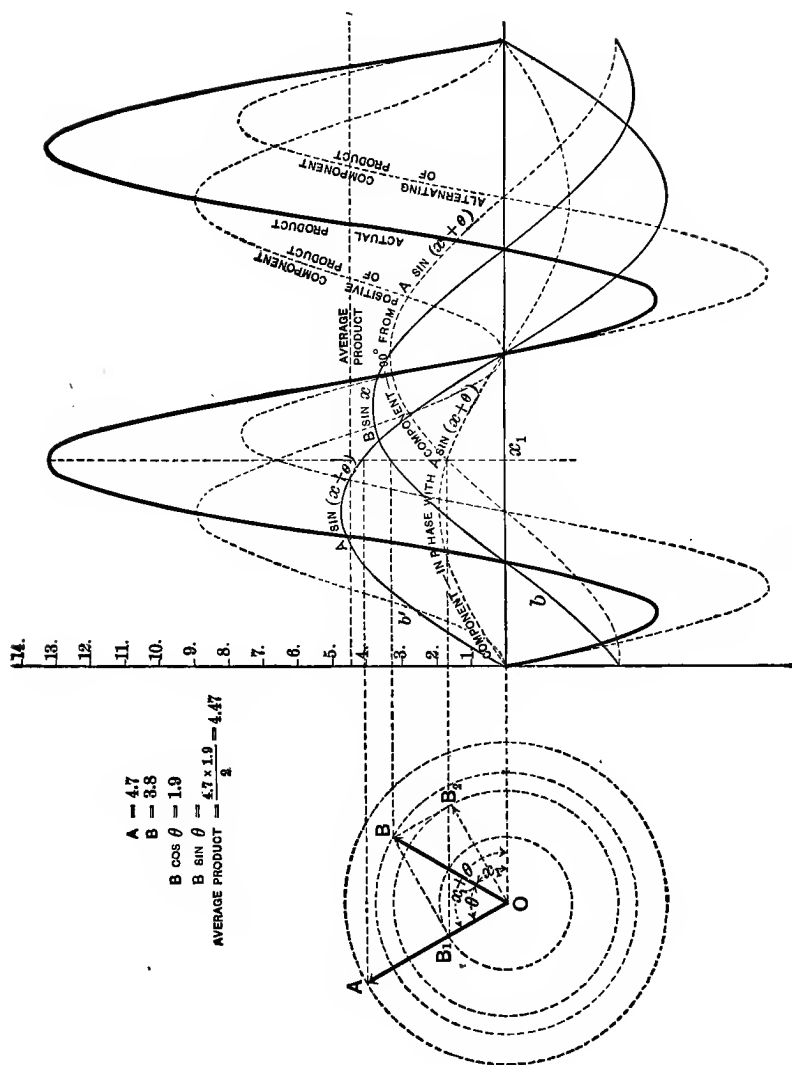 A = 4.7
B = 3.8
B COS θ = 1.9
B SIN θ =
AVERAGE PRODUCT = 4.7 x 1.9 / 2 = 4.47
14.
13.
12.
11.
10.
9.
8.
7.
6.
5.
4.
3.
2.
1.
A
B
B1
B2
O
θ
x1+θ
x1
b'
b
x1
A SIN (x+θ)
B SIN x
COMPONENT — IN PHASE WITH A SIN (x+θ)
COMPONENT — 90° FROM A SIN (x+θ)
AVERAGE
PRODUCT
POSITIVE COMPONENT
OF
PRODUCT
ACTUAL
PRODUCT
ALTERNATING COMPONENT
OF
PRODUCT